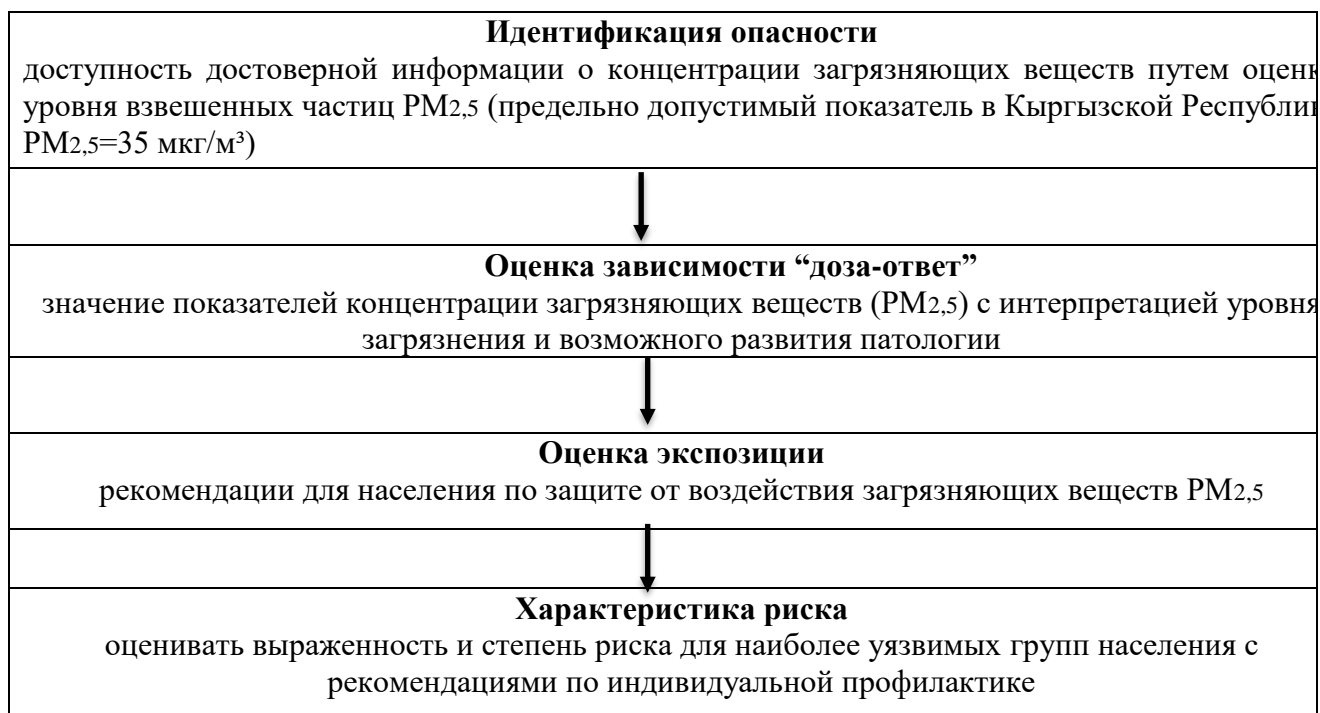 Идентификация опасности
доступность достоверной информации о концентрации загрязняющих веществ путем оценк
уровня взвешенных частиц PM2,5 (предельно допустимый показатель в Кыргызской Республик
PM2,5=35 мкг/м³)
Оценка зависимости “доза-ответ”
значение показателей концентрации загрязняющих веществ (PM2,5) с интерпретацией уровня
загрязнения и возможного развития патологии
Оценка экспозиции
рекомендации для населения по защите от воздействия загрязняющих веществ PM2,5
Характеристика риска
оценивать выраженность и степень риска для наиболее уязвимых групп населения с
рекомендациями по индивидуальной профилактике